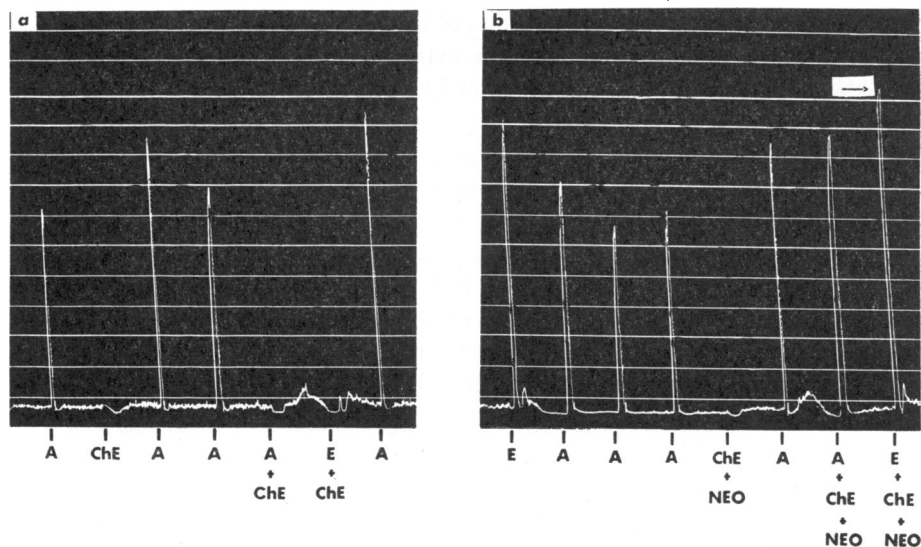 a
A ChE A A A E A
+ +
ChE ChE
b
→
E A A A ChE A A E
+ + +
NEO ChE ChE
+ +
NEO NEO